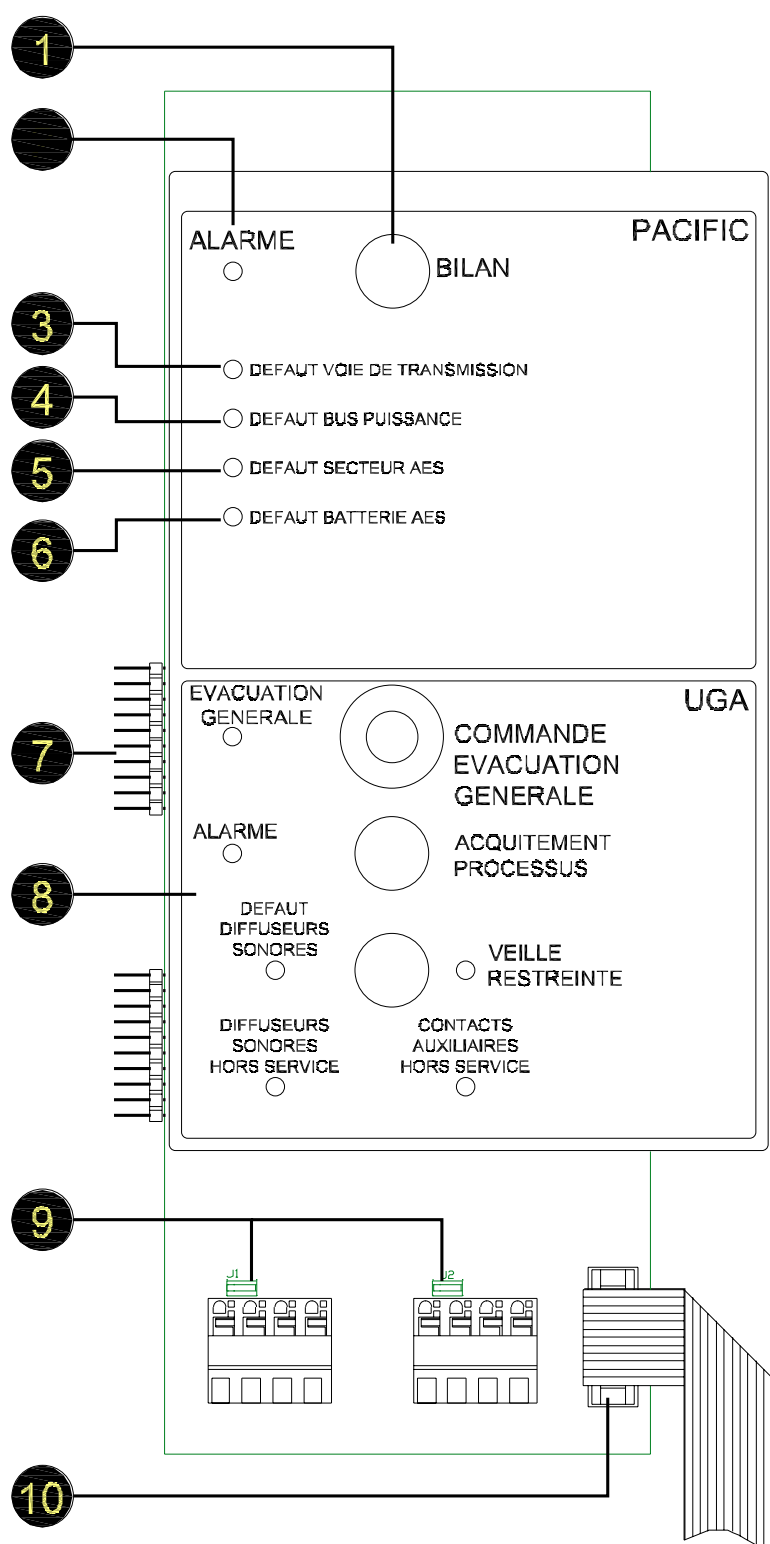 1
ALARME
PACIFIC
BILAN
3
DEFAUT VOIE DE TRANSMISSION
4
DEFAUT BUS PUISSANCE
5
DEFAUT SECTEUR AES
6
DEFAUT BATTERIE AES
EVACUATION
GENERALE
UGA
7
COMMANDE
EVACUATION
GENERALE
ALARME
ACQUITEMENT
PROCESSUS
8
DEFAUT
DIFFUSEURS
SONORES
VEILLE
RESTREINTE
DIFFUSEURS
SONORES
HORS SERVICE
CONTACTS
AUXILIAIRES
HORS SERVICE
9
J1
J2
10